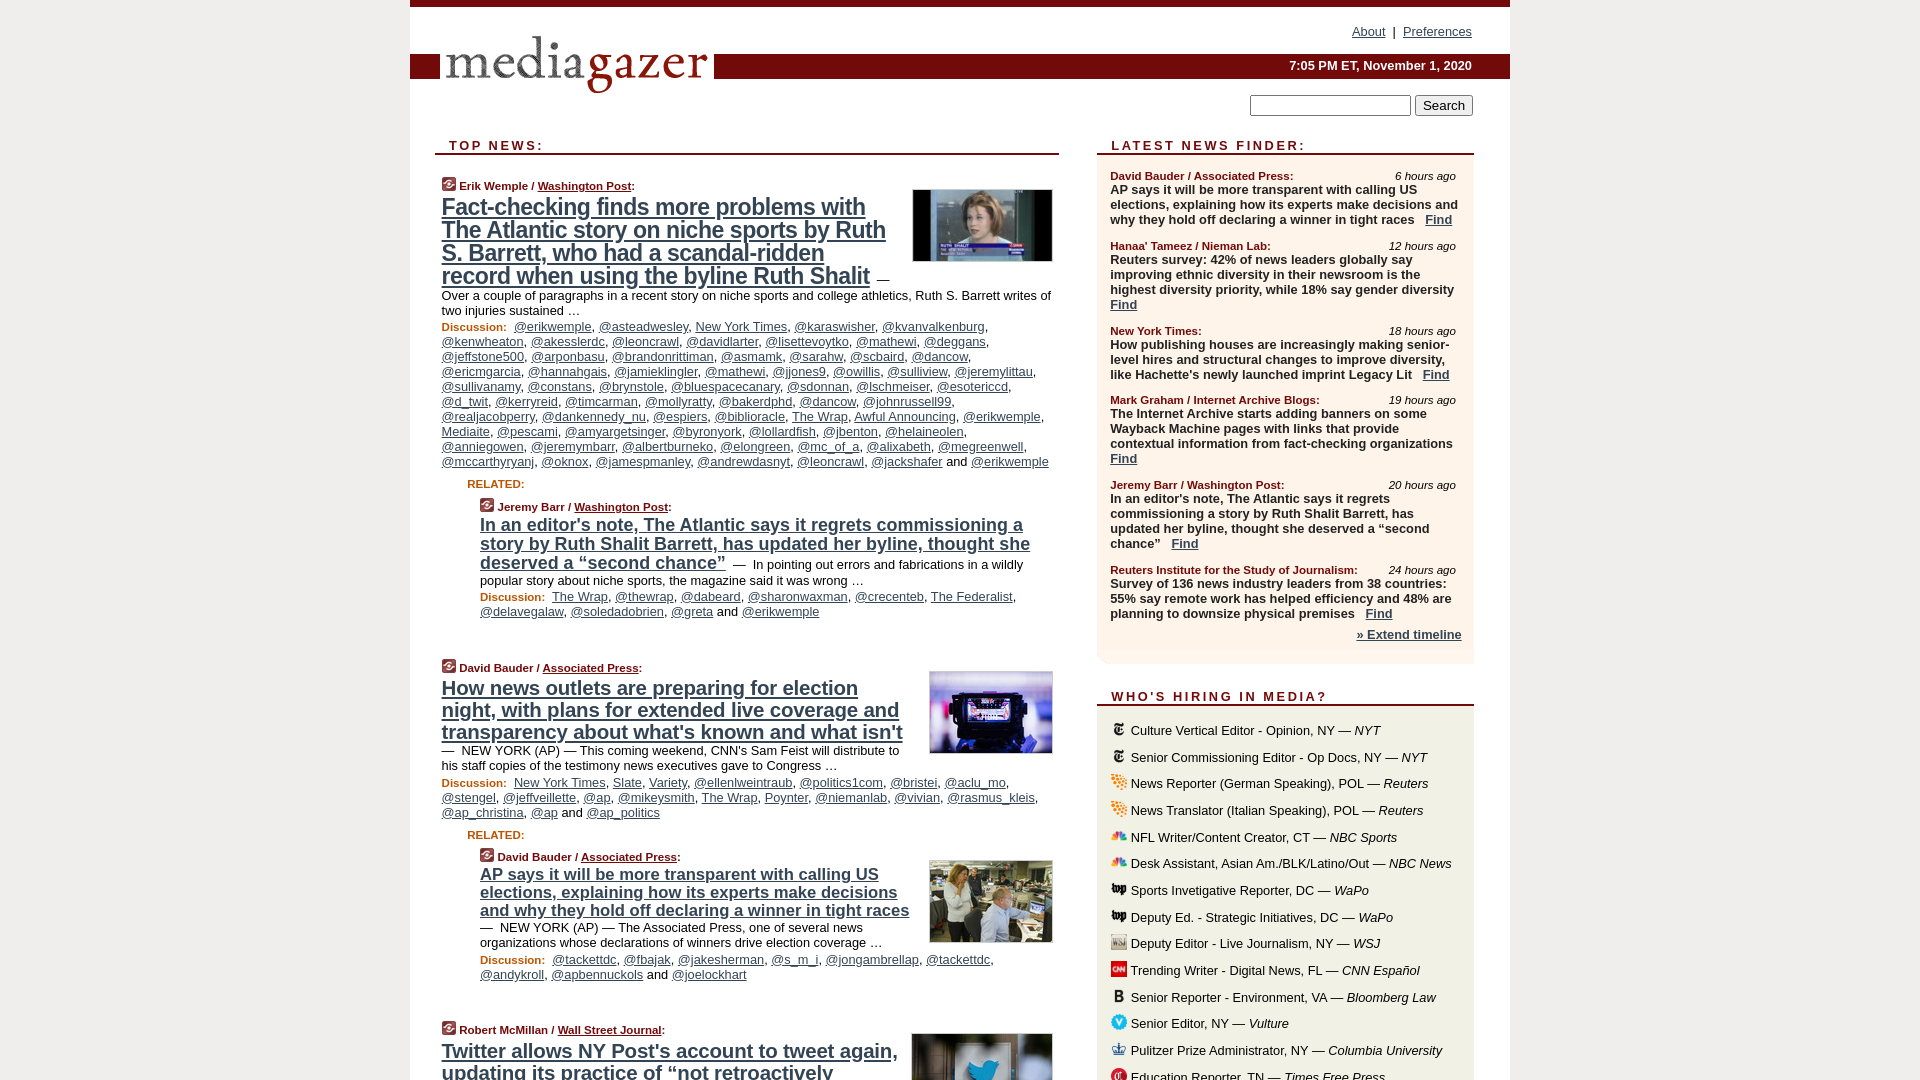 About | Preferences
mediagazer
7:05 PM ET, November 1, 2020
Search
TOP NEWS:
Erik Wemple / Washington Post:
Fact-checking finds more problems with
The Atlantic story on niche sports by Ruth
S. Barrett, who had a scandal-ridden
record when using the byline Ruth Shalit —
Over a couple of paragraphs in a recent story on niche sports and college athletics, Ruth S. Barrett writes of
two injuries sustained …
Discussion: @erikwemple, @asteadwesley, New York Times, @karaswisher, @kvanvalkenburg,
@kenwheaton, @akesslerdc, @leoncrawl, @davidlarter, @lisettevoytko, @mathewi, @deggans,
@jeffstone500, @arponbasu, @brandonrittiman, @asmamk, @sarahw, @scbaird, @dancow,
@ericmgarcia, @hannahgais, @jamieklingler, @mathewi, @jjones9, @owillis, @sulliview, @jeremylittau,
@sullivanamy, @constans, @brynstole, @bluespacecanary, @sdonnan, @lschmeiser, @esotericcd,
@d_twit, @kerryreid, @timcarman, @mollyratty, @bakerdphd, @dancow, @johnrussell99,
@realjacobperry, @dankennedy_nu, @espiers, @biblioracle, The Wrap, Awful Announcing, @erikwemple,
Mediaite, @pescami, @amyargetsinger, @byronyork, @lollardfish, @jbenton, @helaineolen,
@anniegowen, @jeremymbarr, @albertburneko, @elongreen, @mc_of_a, @alixabeth, @megreenwell,
@mccarthyryanj, @oknox, @jamespmanley, @andrewdasnyt, @leoncrawl, @jackshafer and @erikwemple
RELATED:
Jeremy Barr / Washington Post:
In an editor's note, The Atlantic says it regrets commissioning a
story by Ruth Shalit Barrett, has updated her byline, thought she
deserved a “second chance” — In pointing out errors and fabrications in a wildly
popular story about niche sports, the magazine said it was wrong …
Discussion: The Wrap, @thewrap, @dabeard, @sharonwaxman, @crecenteb, The Federalist,
@delavegalaw, @soledadobrien, @greta and @erikwemple
David Bauder / Associated Press:
How news outlets are preparing for election
night, with plans for extended live coverage and
transparency about what's known and what isn't
— NEW YORK (AP) — This coming weekend, CNN's Sam Feist will distribute to
his staff copies of the testimony news executives gave to Congress …
Discussion: New York Times, Slate, Variety, @ellenlweintraub, @politics1com, @bristei, @aclu_mo,
@stengel, @jeffveillette, @ap, @mikeysmith, The Wrap, Poynter, @niemanlab, @vivian, @rasmus_kleis,
@ap_christina, @ap and @ap_politics
RELATED:
David Bauder / Associated Press:
AP says it will be more transparent with calling US
elections, explaining how its experts make decisions
and why they hold off declaring a winner in tight races
— NEW YORK (AP) — The Associated Press, one of several news
organizations whose declarations of winners drive election coverage …
Discussion: @tackettdc, @fbajak, @jakesherman, @s_m_i, @jongambrellap, @tackettdc,
@andykroll, @apbennuckols and @joelockhart
Robert McMillan / Wall Street Journal:
Twitter allows NY Post's account to tweet again,
updating its practice of “not retroactively
LATEST NEWS FINDER:
David Bauder / Associated Press: 6 hours ago
AP says it will be more transparent with calling US
elections, explaining how its experts make decisions and
why they hold off declaring a winner in tight races Find
Hanaa' Tameez / Nieman Lab: 12 hours ago
Reuters survey: 42% of news leaders globally say
improving ethnic diversity in their newsroom is the
highest diversity priority, while 18% say gender diversity
Find
New York Times: 18 hours ago
How publishing houses are increasingly making senior-
level hires and structural changes to improve diversity,
like Hachette's newly launched imprint Legacy Lit Find
Mark Graham / Internet Archive Blogs: 19 hours ago
The Internet Archive starts adding banners on some
Wayback Machine pages with links that provide
contextual information from fact-checking organizations
Find
Jeremy Barr / Washington Post: 20 hours ago
In an editor's note, The Atlantic says it regrets
commissioning a story by Ruth Shalit Barrett, has
updated her byline, thought she deserved a “second
chance” Find
Reuters Institute for the Study of Journalism: 24 hours ago
Survey of 136 news industry leaders from 38 countries:
55% say remote work has helped efficiency and 48% are
planning to downsize physical premises Find
» Extend timeline
WHO'S HIRING IN MEDIA?
Culture Vertical Editor - Opinion, NY — NYT
Senior Commissioning Editor - Op Docs, NY — NYT
News Reporter (German Speaking), POL — Reuters
News Translator (Italian Speaking), POL — Reuters
NFL Writer/Content Creator, CT — NBC Sports
Desk Assistant, Asian Am./BLK/Latino/Out — NBC News
Sports Invetigative Reporter, DC — WaPo
Deputy Ed. - Strategic Initiatives, DC — WaPo
Deputy Editor - Live Journalism, NY — WSJ
Trending Writer - Digital News, FL — CNN Español
Senior Reporter - Environment, VA — Bloomberg Law
Senior Editor, NY — Vulture
Pulitzer Prize Administrator, NY — Columbia University
Education Reporter, TN — Times Free Press